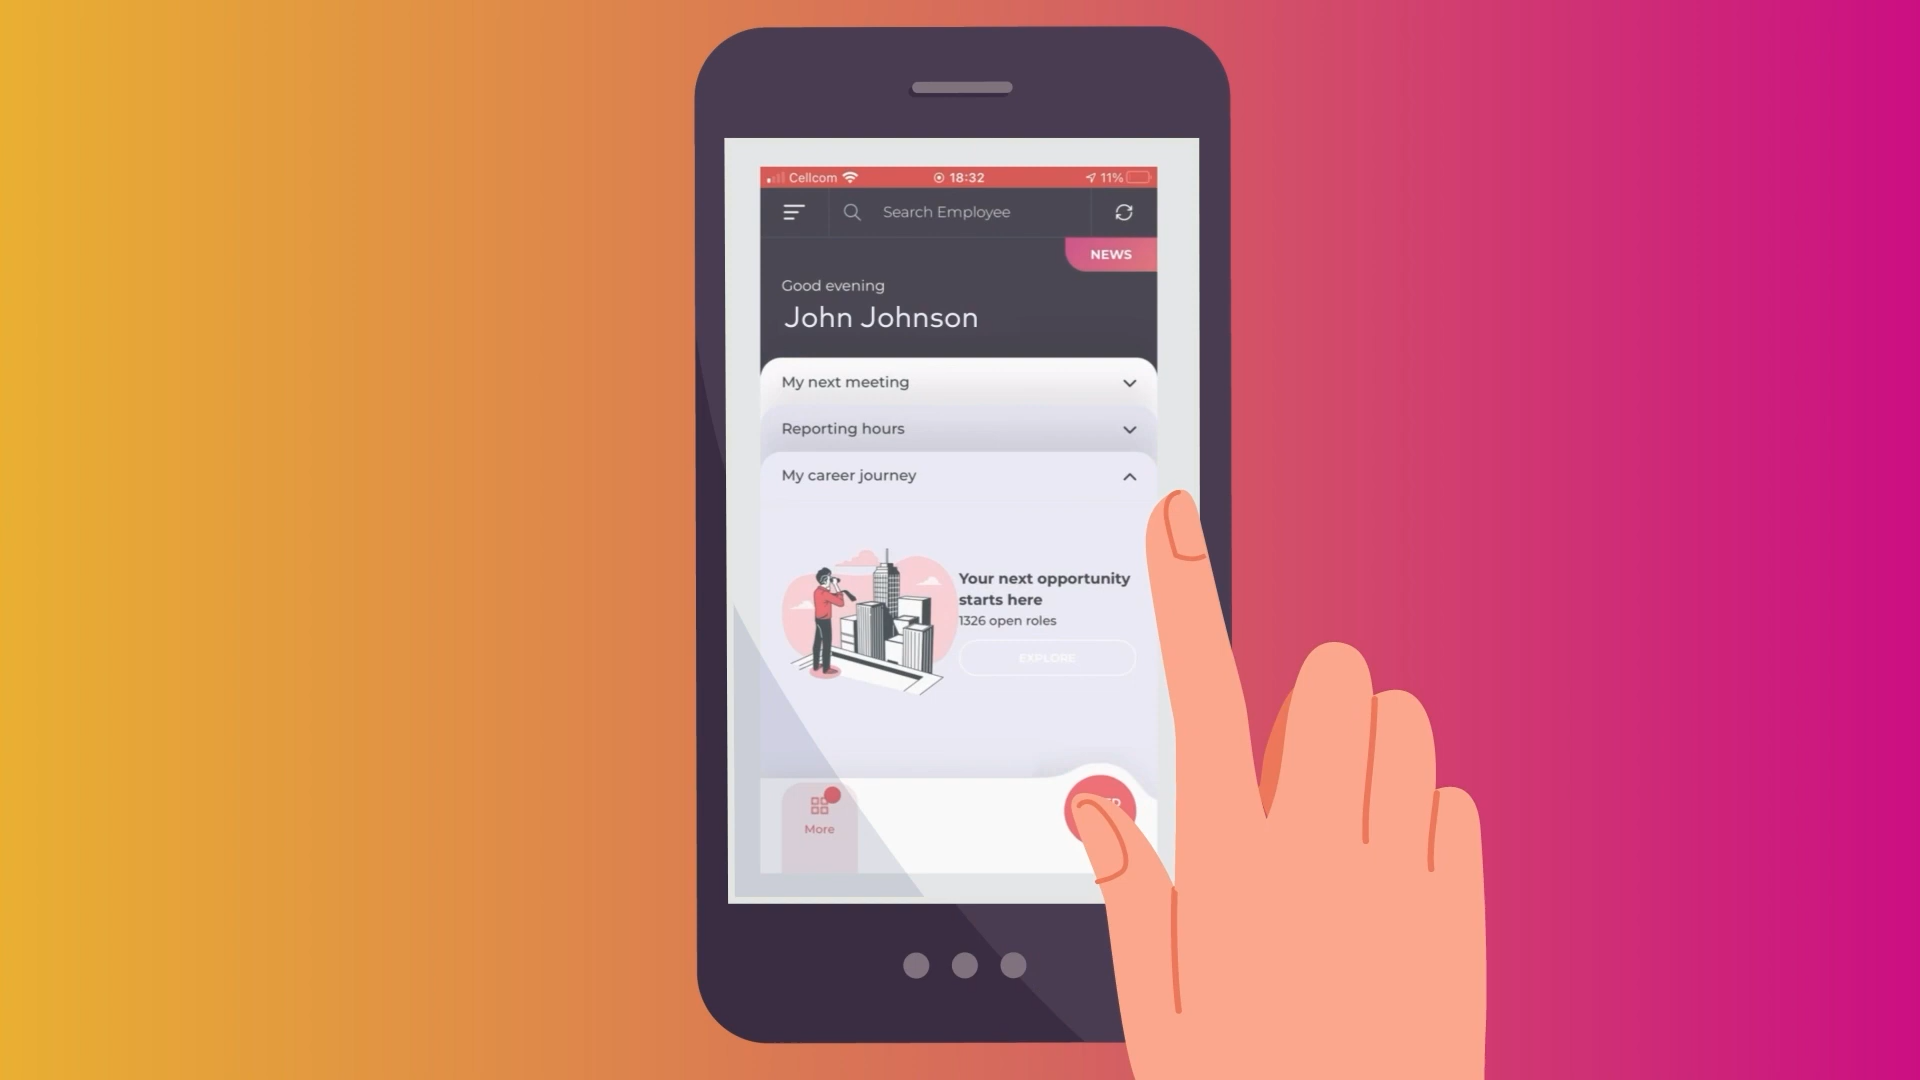 Cellcom 18:32 11%
Search Employee
NEWS
Good evening
John Johnson
My next meeting
Reporting hours
My career journey
Your next opportunity
starts here
1326 open roles
EXPLORE
More